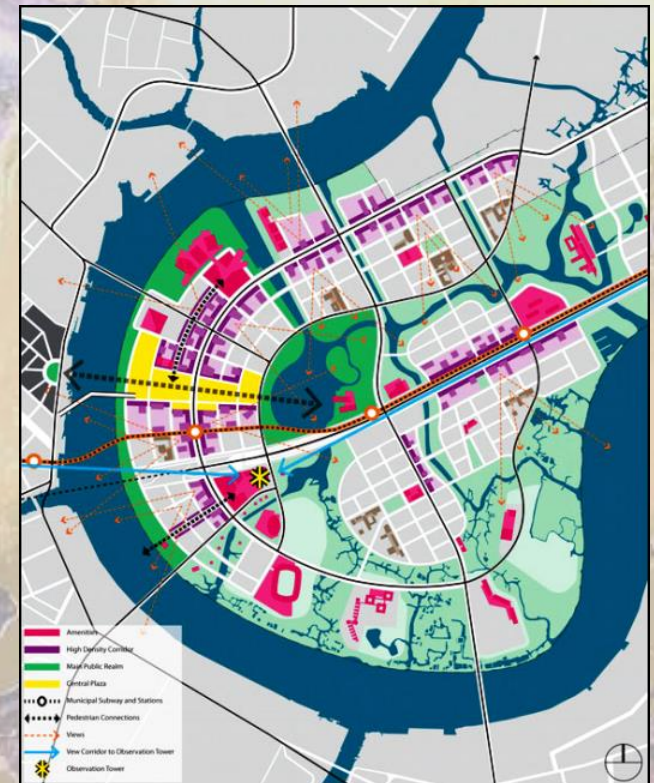 Amenities
High Density Corridor
Main Public Realm
Central Plaza
Municipal Subway and Stations
Pedestrian Connections
Views
Vew Corridor to Observation Tower
Observation Tower